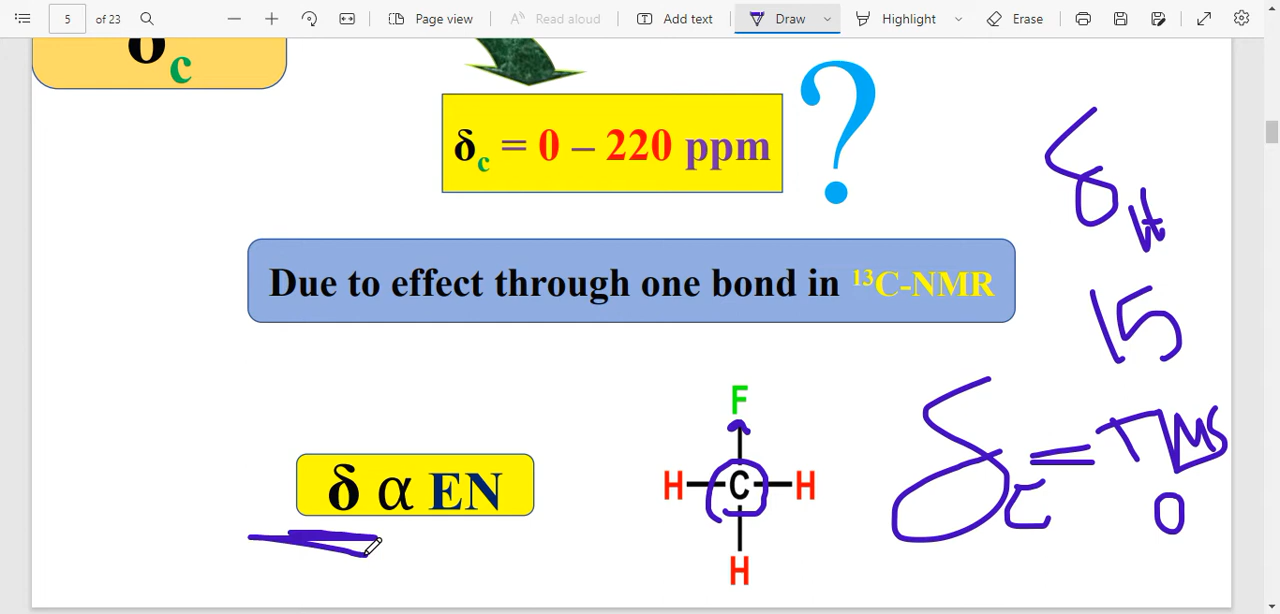 5 of 23 Page view Read aloud Add text Draw Highlight Erase
δc
δc = 0 – 220 ppm
?
δH
15
Due to effect through one bond in ¹³C-NMR
δ α EN
F
H C H
H
δC = TMS
0